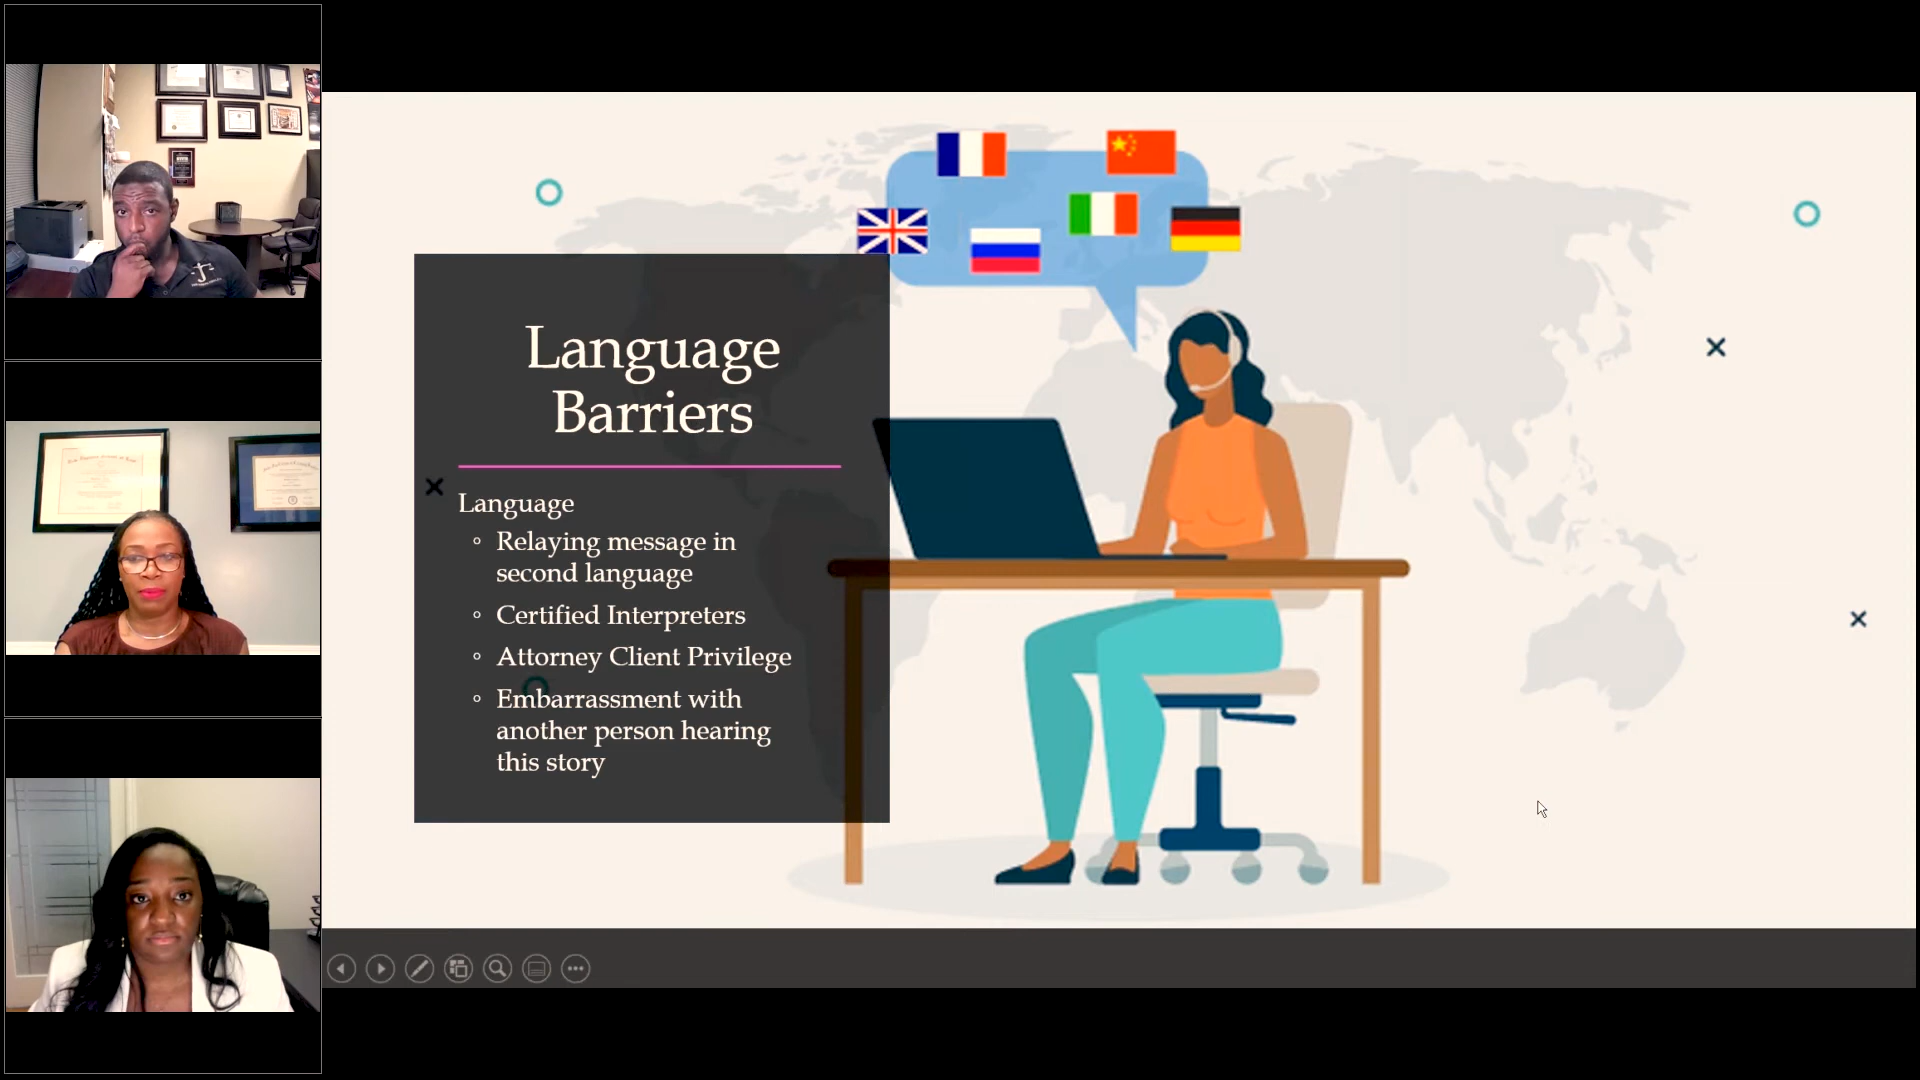 Language
Barriers
Language
Relaying message in
second language
Certified Interpreters
Attorney Client Privilege
Embarrassment with
another person hearing
this story